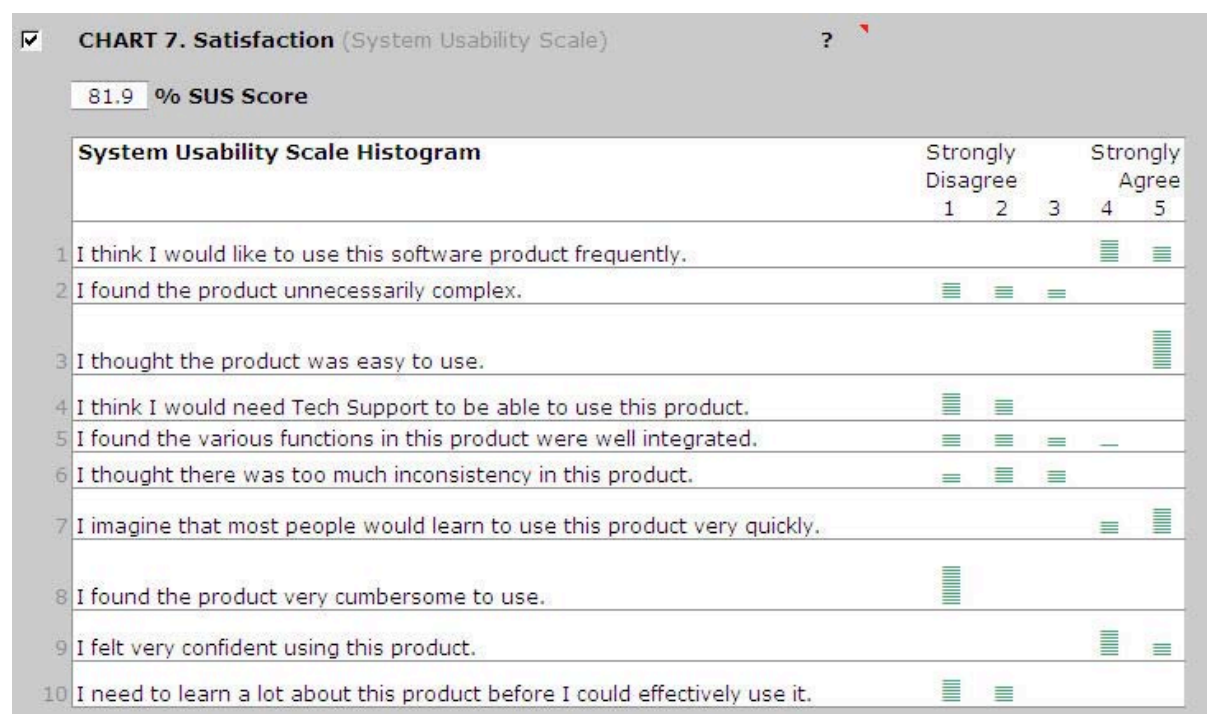 CHART 7. Satisfaction (System Usability Scale) ?
81.9 % SUS Score
System Usability Scale Histogram Strongly Strongly
Disagree Agree
1 2 3 4 5
1 I think I would like to use this software product frequently.
2 I found the product unnecessarily complex.
3 I thought the product was easy to use.
4 I think I would need Tech Support to be able to use this product.
5 I found the various functions in this product were well integrated.
6 I thought there was too much inconsistency in this product.
7 I imagine that most people would learn to use this product very quickly.
8 I found the product very cumbersome to use.
9 I felt very confident using this product.
10 I need to learn a lot about this product before I could effectively use it.